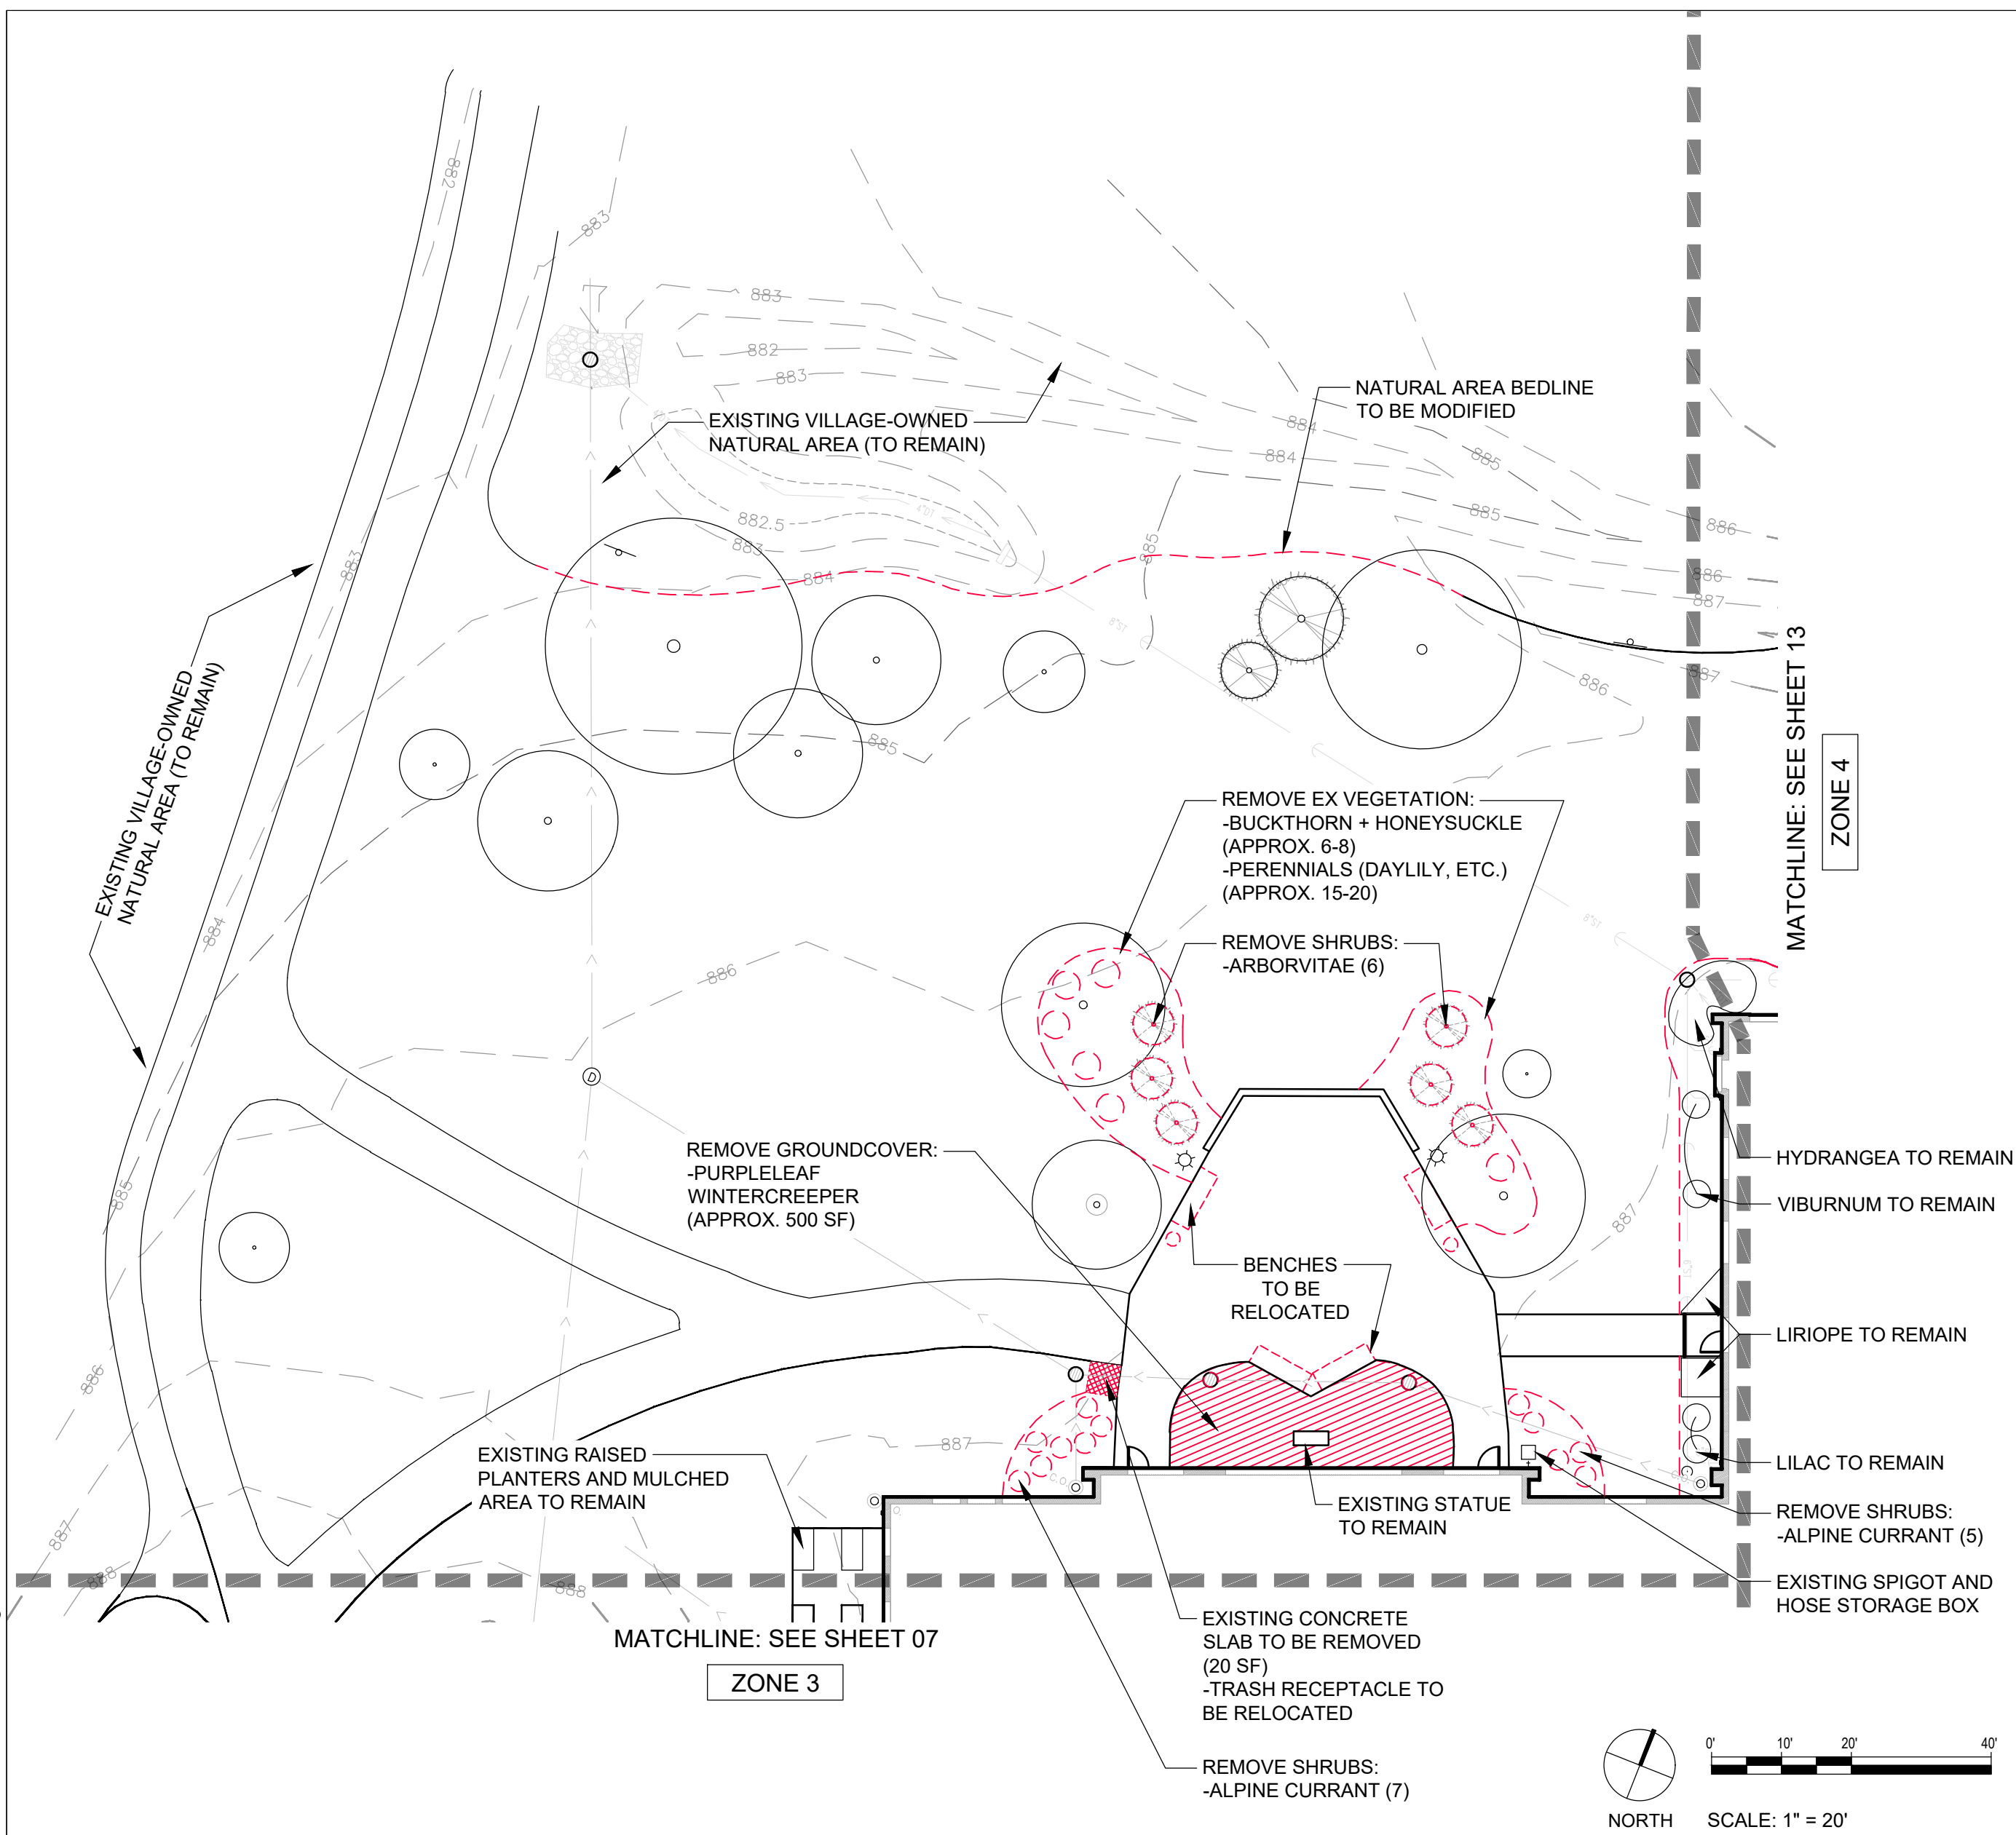 882
883
883
882
883
EXISTING VILLAGE-OWNED
NATURAL AREA (TO REMAIN)
NATURAL AREA BEDLINE
TO BE MODIFIED
884
884
885
885
886
882.5
883
884
885
883
886
887
887
886
885
MATCHLINE: SEE SHEET 13
ZONE 4
EXISTING VILLAGE-OWNED
NATURAL AREA (TO REMAIN)
884
886
REMOVE EX VEGETATION:
-BUCKTHORN + HONEYSUCKLE
(APPROX. 6-8)
-PERENNIALS (DAYLILY, ETC.)
(APPROX. 15-20)
REMOVE SHRUBS:
-ARBORVITAE (6)
D
REMOVE GROUNDCOVER:
-PURPLELEAF
WINTERCREEPER
(APPROX. 500 SF)
HYDRANGEA TO REMAIN
VIBURNUM TO REMAIN
885
887
BENCHES
TO BE
RELOCATED
LIRIOPE TO REMAIN
886
887
EXISTING RAISED
PLANTERS AND MULCHED
AREA TO REMAIN
LILAC TO REMAIN
EXISTING STATUE
TO REMAIN
REMOVE SHRUBS:
-ALPINE CURRANT (5)
887
888
888
EXISTING SPIGOT AND
HOSE STORAGE BOX
MATCHLINE: SEE SHEET 07
ZONE 3
EXISTING CONCRETE
SLAB TO BE REMOVED
(20 SF)
-TRASH RECEPTACLE TO
BE RELOCATED
REMOVE SHRUBS:
-ALPINE CURRANT (7)
0' 10' 20' 40'
NORTH
SCALE: 1" = 20'